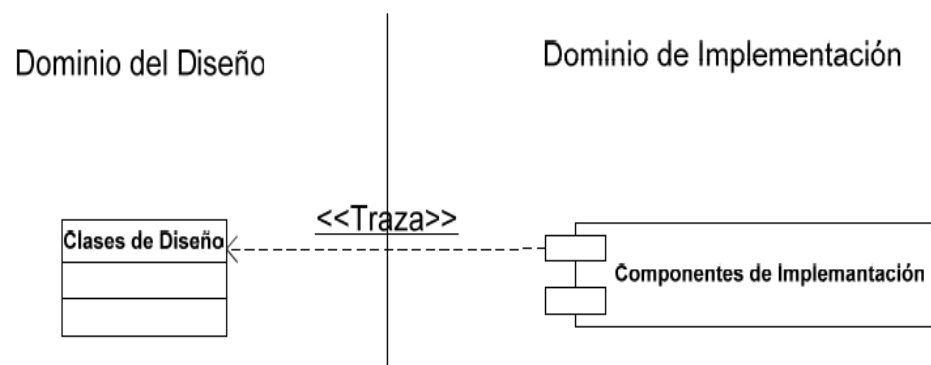 Dominio del Diseño
Dominio de Implementación
<<Traza>>
Clases de Diseño
Componentes de Implemantación